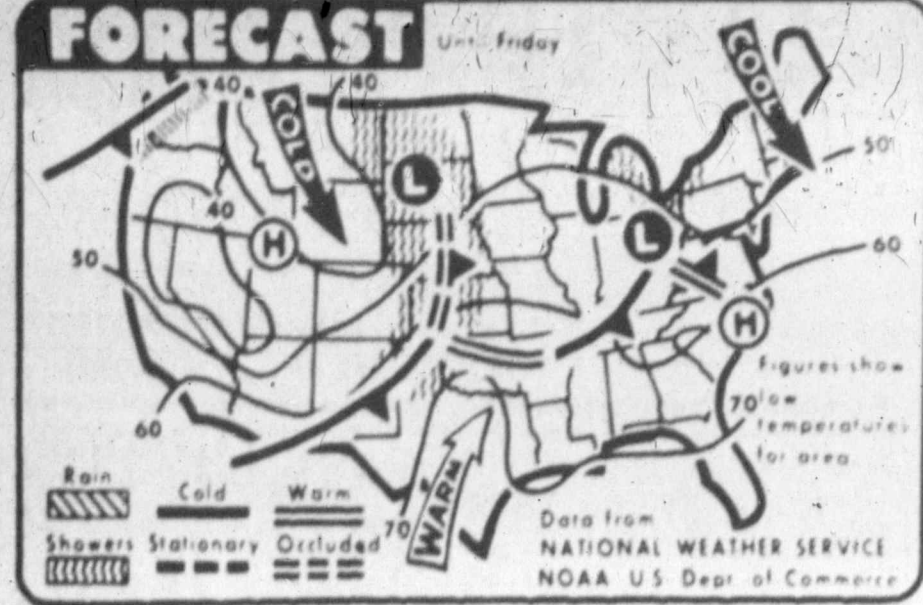 FORECAST
Until Friday
40
40
COLD
COOL
50
L
40
H
L
50
60
H
Figures show
70 low
temperatures
for area
60
WARM
70
Rain
Cold
Warm
Showers
Stationary
Occluded
Data from
NATIONAL WEATHER SERVICE
NOAA U S Dept of Commerce